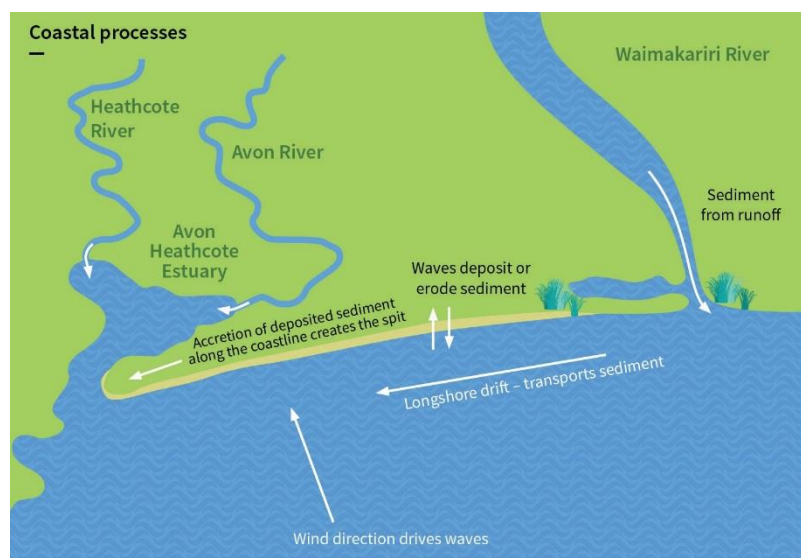 Coastal processes
Heathcote
River
Avon River
Waimakariri River
Sediment
from runoff
Avon
Heathcote
Estuary
Waves deposit or
erode sediment
Accretion of deposited sediment
along the coastline creates the spit
Longshore drift – transports sediment
Wind direction drives waves